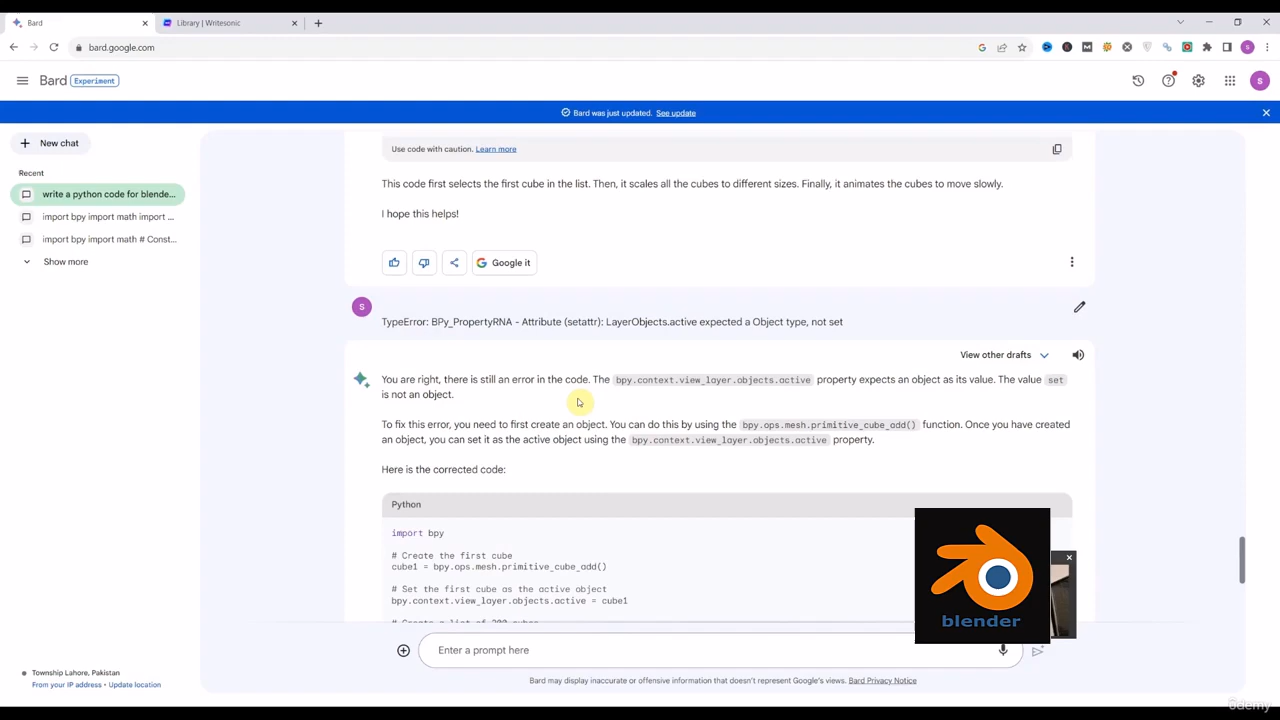 Bard
Library | Writesonic
bard.google.com
Bard Experiment
S
Bard was just updated. See update
New chat
Recent
write a python code for blende...
import bpy import math import ...
import bpy import math # Const...
Show more
Use code with caution. Learn more
This code first selects the first cube in the list. Then, it scales all the cubes to different sizes. Finally, it animates the cubes to move slowly.
I hope this helps!
Google it
S
TypeError: BPy_PropertyRNA - Attribute (setattr): LayerObjects.active expected a Object type, not set
View other drafts
You are right, there is still an error in the code. The bpy.context.view_layer.objects.active property expects an object as its value. The value set
is not an object.
To fix this error, you need to first create an object. You can do this by using the bpy.ops.mesh.primitive_cube_add() function. Once you have created
an object, you can set it as the active object using the bpy.context.view_layer.objects.active property.
Here is the corrected code:
Python
import bpy
# Create the first cube
cube1 = bpy.ops.mesh.primitive_cube_add()
# Set the first cube as the active object
bpy.context.view_layer.objects.active = cube1
blender
Enter a prompt here
Township Lahore, Pakistan
From your IP address • Update location
Bard may display inaccurate or offensive information that doesn't represent Google's views. Bard Privacy Notice
ûdemy